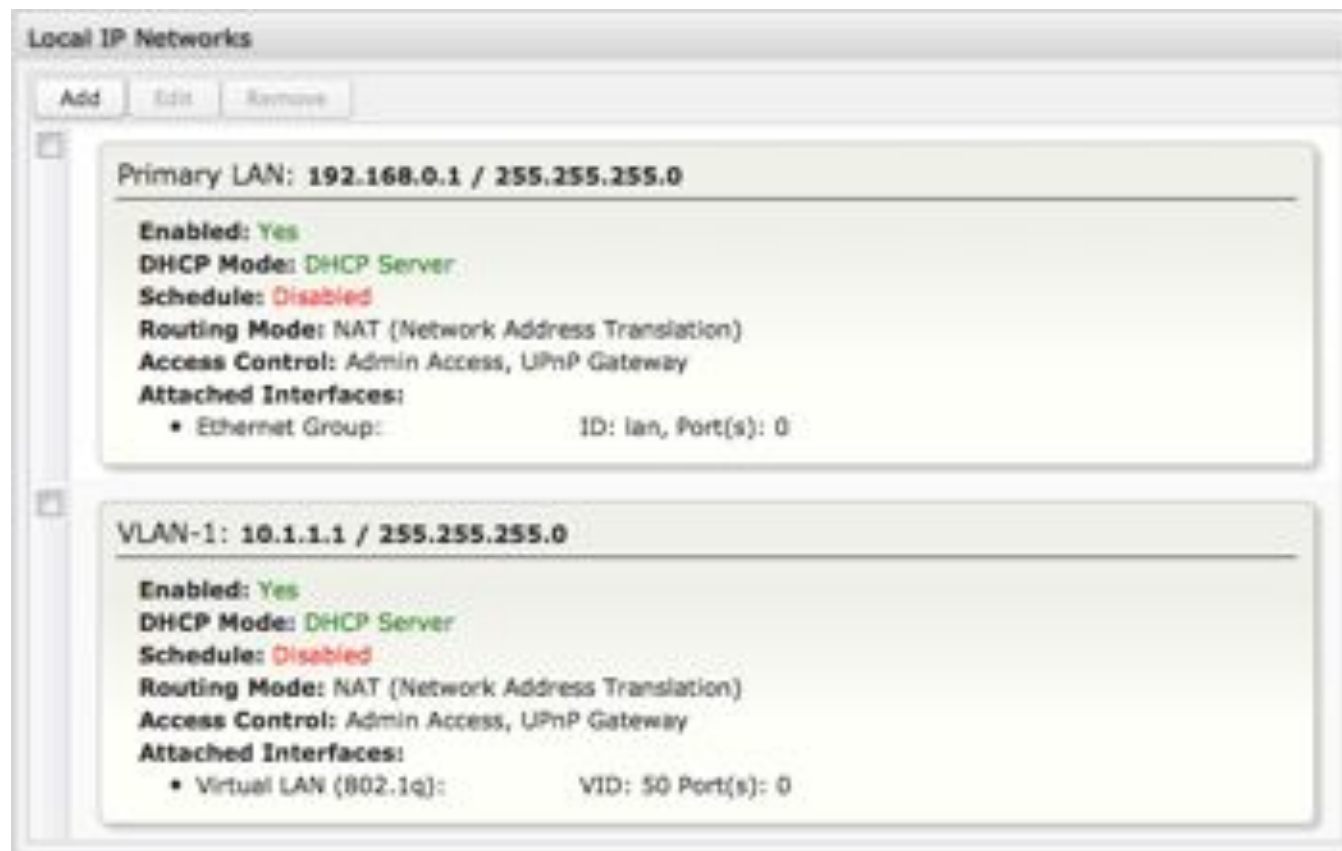 Local IP Networks
Add Edit Remove
Primary LAN: 192.168.0.1 / 255.255.255.0
Enabled: Yes
DHCP Mode: DHCP Server
Schedule: Disabled
Routing Mode: NAT (Network Address Translation)
Access Control: Admin Access, UPnP Gateway
Attached Interfaces:
• Ethernet Group: ID: lan, Port(s): 0
VLAN-1: 10.1.1.1 / 255.255.255.0
Enabled: Yes
DHCP Mode: DHCP Server
Schedule: Disabled
Routing Mode: NAT (Network Address Translation)
Access Control: Admin Access, UPnP Gateway
Attached Interfaces:
• Virtual LAN (802.1q): VID: 50 Port(s): 0